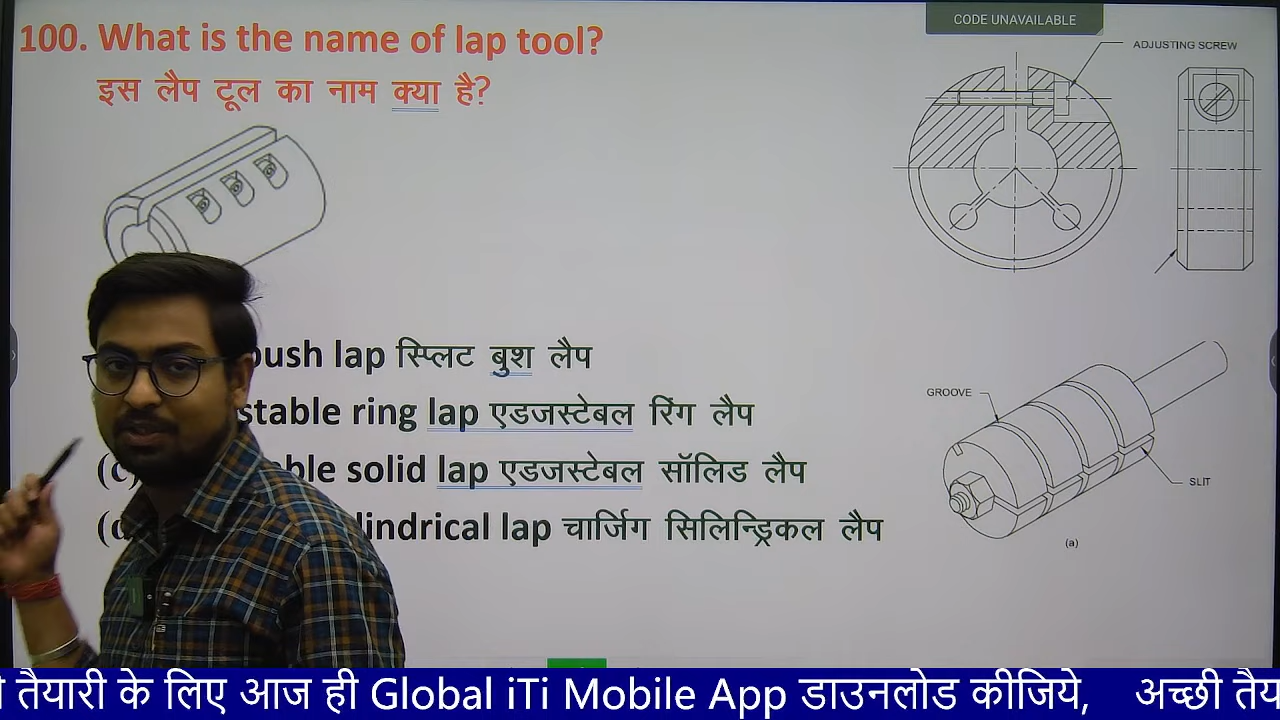 CODE UNAVAILABLE
100. What is the name of lap tool?
इस लैप टूल का नाम क्या है?
ADJUSTING SCREW
bush lap स्प्लिट बुश लैप
stable ring lap एडजस्टेबल रिंग लैप
(c) ble solid lap एडजस्टेबल सॉलिड लैप
(d lindrical lap चार्जिग सिलिन्ड्रिकल लैप
GROOVE
SLIT
(a)
तैयारी के लिए आज ही Global iTi Mobile App डाउनलोड कीजिये, अच्छी तैय